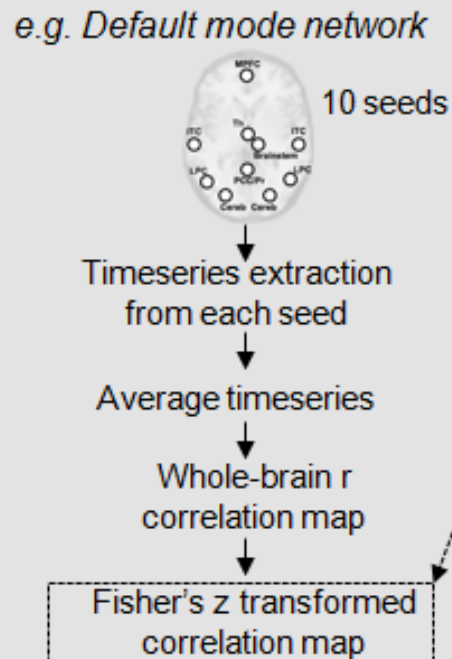 e.g. Default mode network
MPFC
10 seeds
Th
ITC
ITC
Brainstem
LPC
LPC
PCC/Pr
Cereb Cereb
Timeseries extraction
from each seed
Average timeseries
Whole-brain r
correlation map
Fisher's z transformed
correlation map